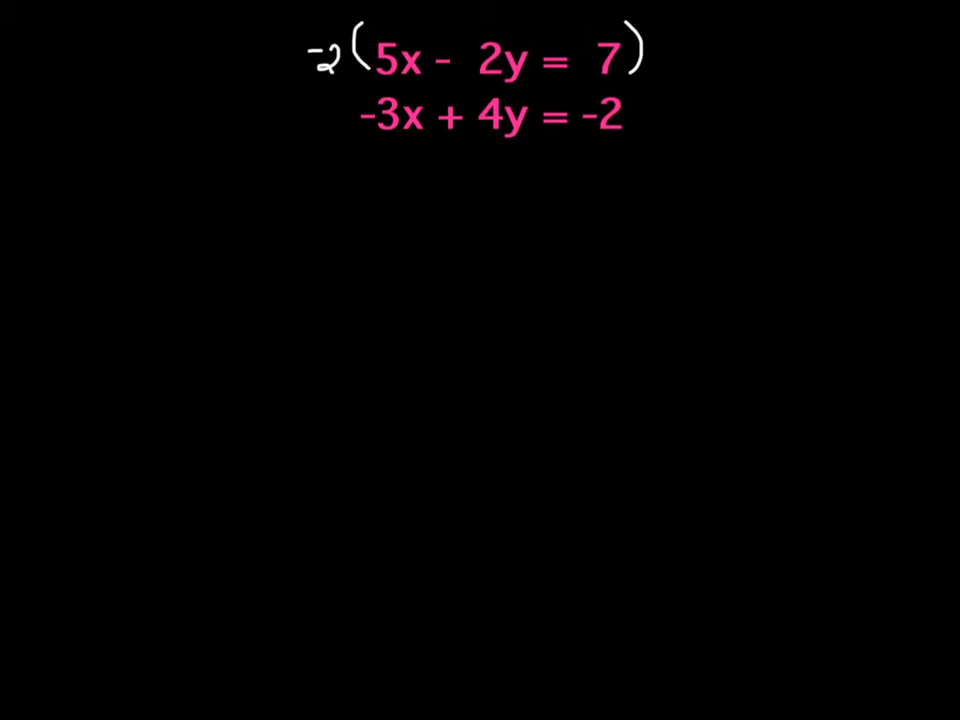 -2(5x - 2y = 7)
-3x + 4y = -2